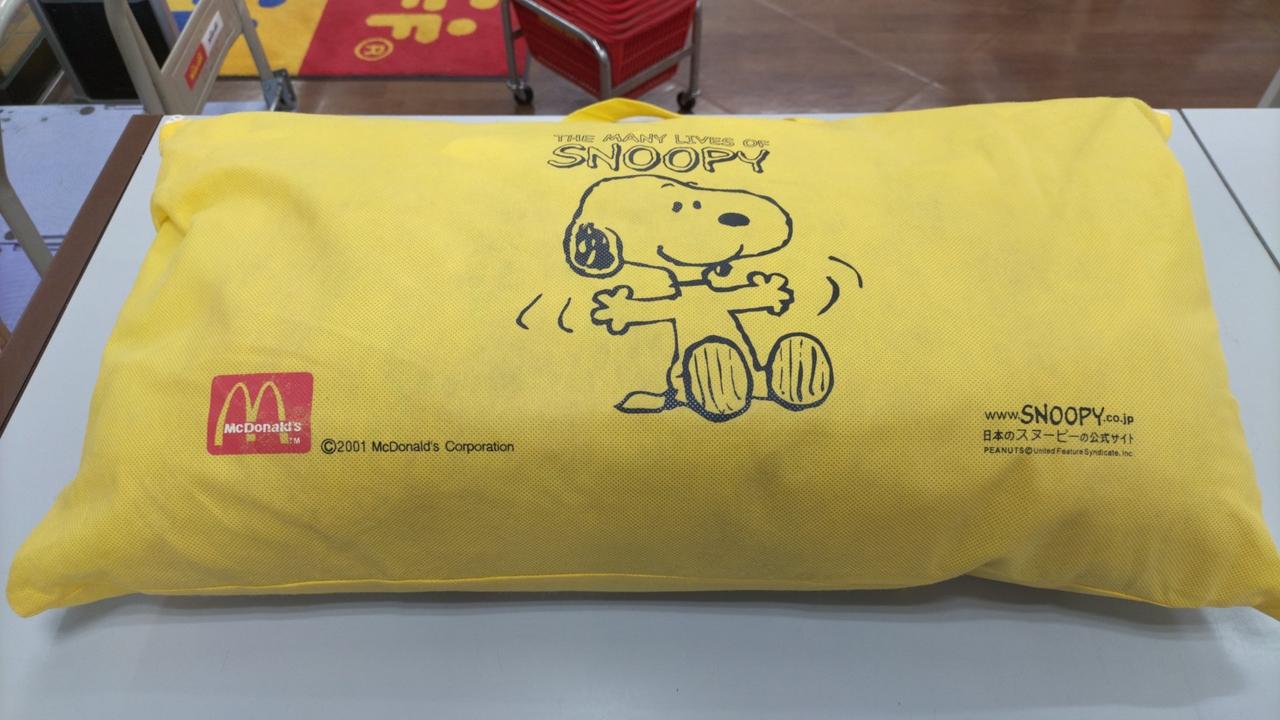 THE MANY LIVES OF
SNOOPY
McDonald's
TM
©2001 McDonald's Corporation
www.SNOOPY.co.jp
日本のスヌーピーの公式サイト
PEANUTS©United Feature Syndicate, Inc.